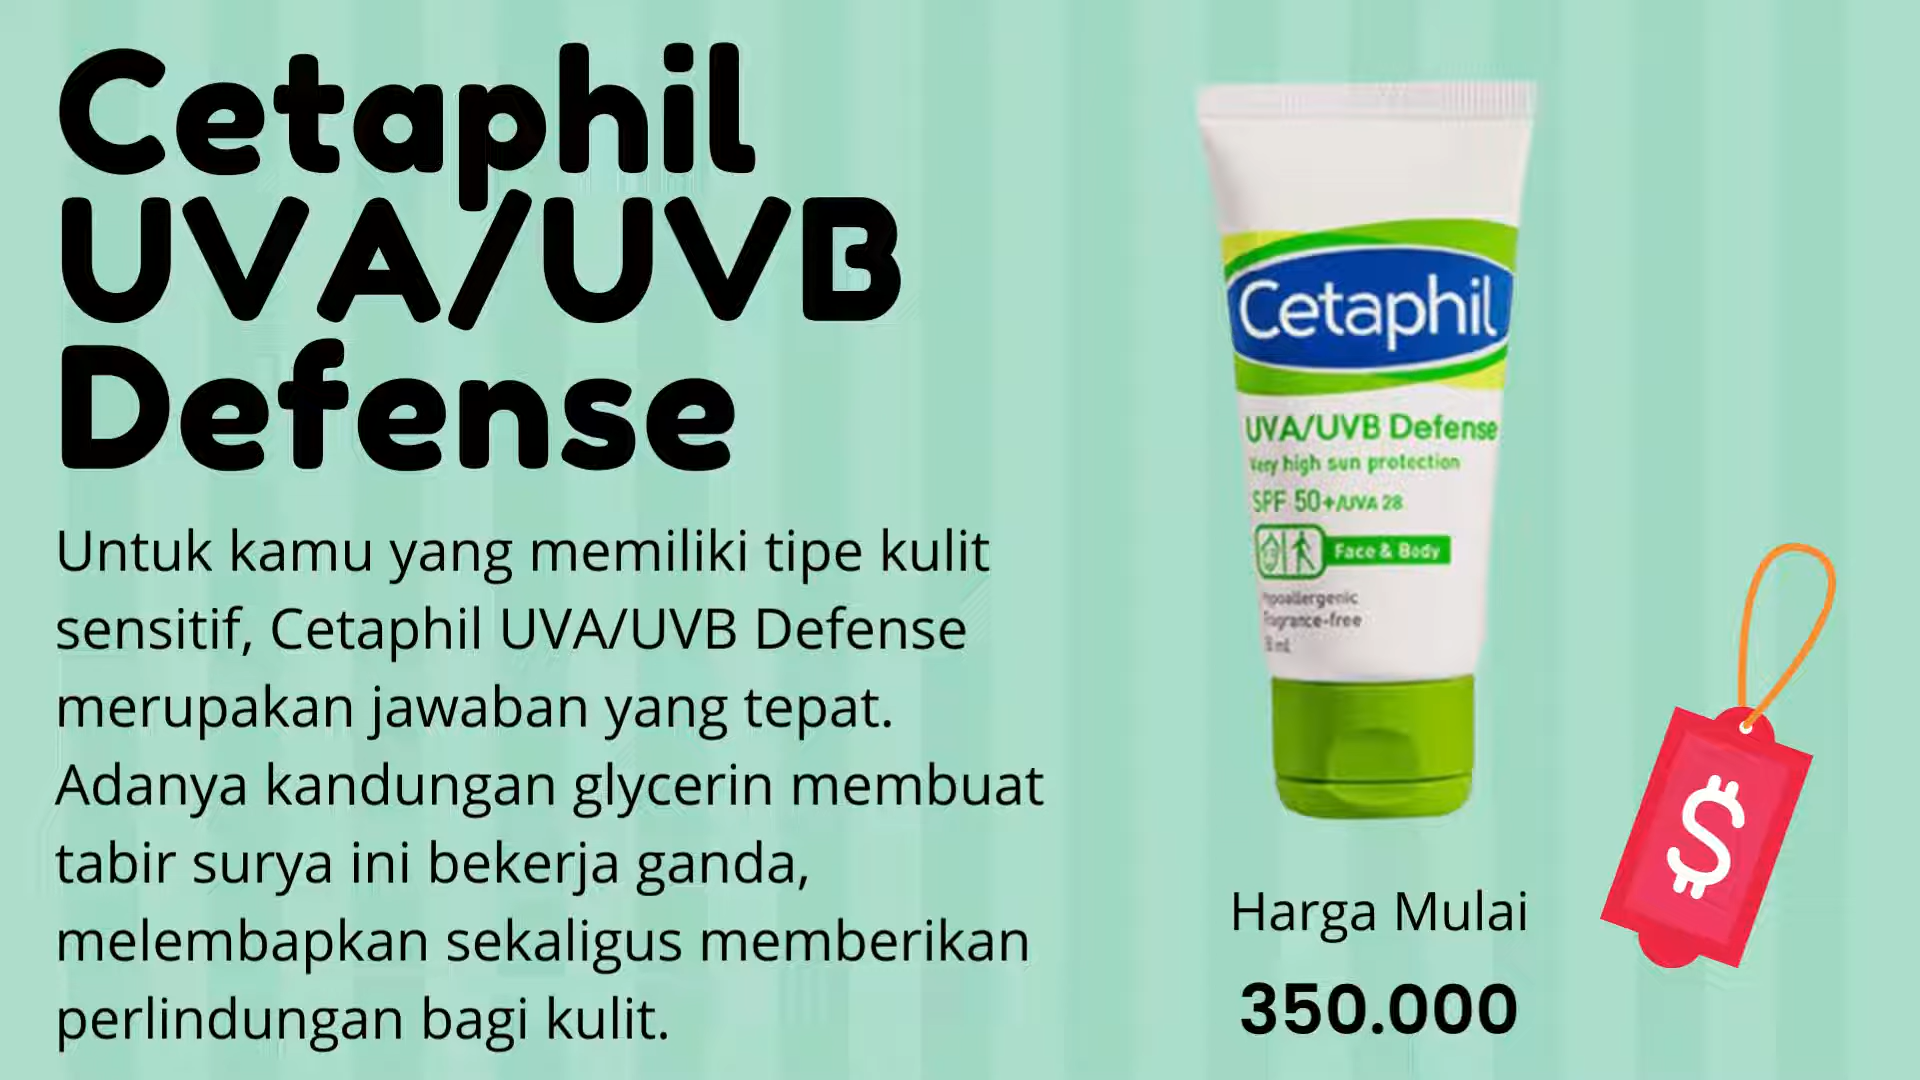 Cetaphil
UVA/UVB
Defense
Untuk kamu yang memiliki tipe kulit
sensitif, Cetaphil UVA/UVB Defense
merupakan jawaban yang tepat.
Adanya kandungan glycerin membuat
tabir surya ini bekerja ganda,
melembapkan sekaligus memberikan
perlindungan bagi kulit.
Cetaphil
UVA/UVB Defense
Very high sun protection
SPF 50+/UVA 28
Face & Body
$
Harga Mulai
350.000